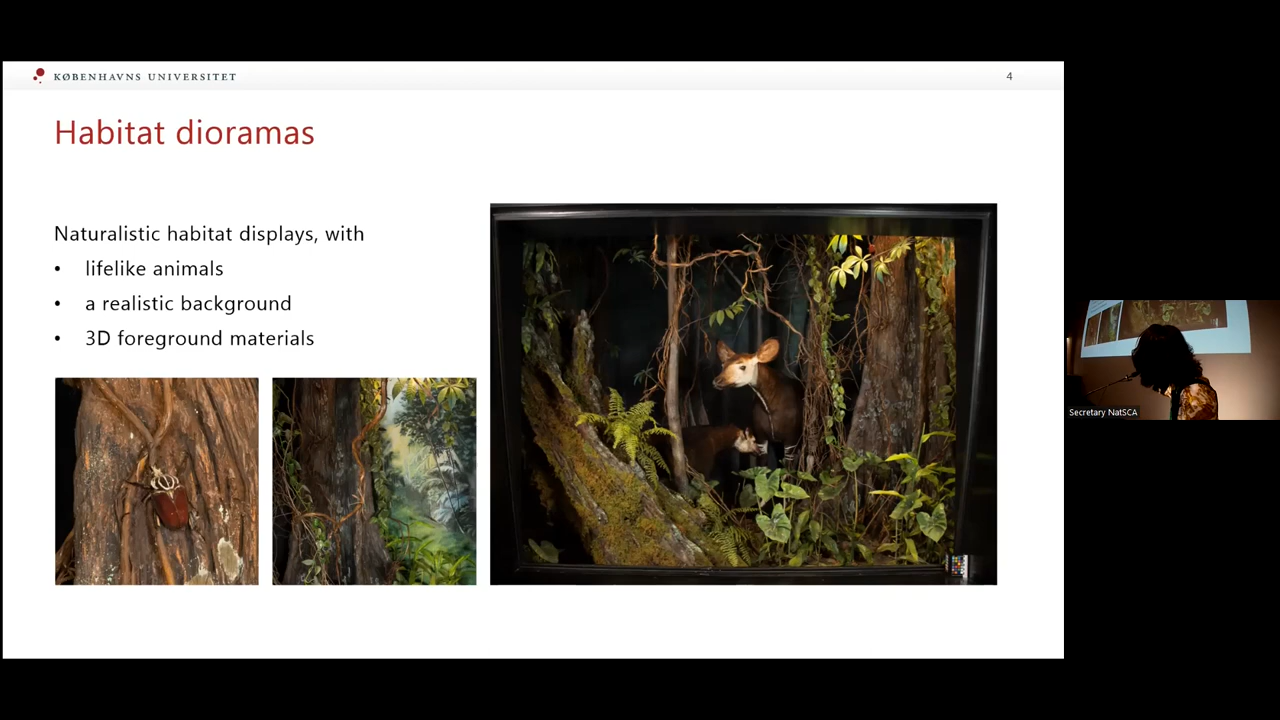 KØBENHAVNS UNIVERSITET
4
Habitat dioramas
Naturalistic habitat displays, with
• lifelike animals
• a realistic background
• 3D foreground materials
Secretary NatSCA